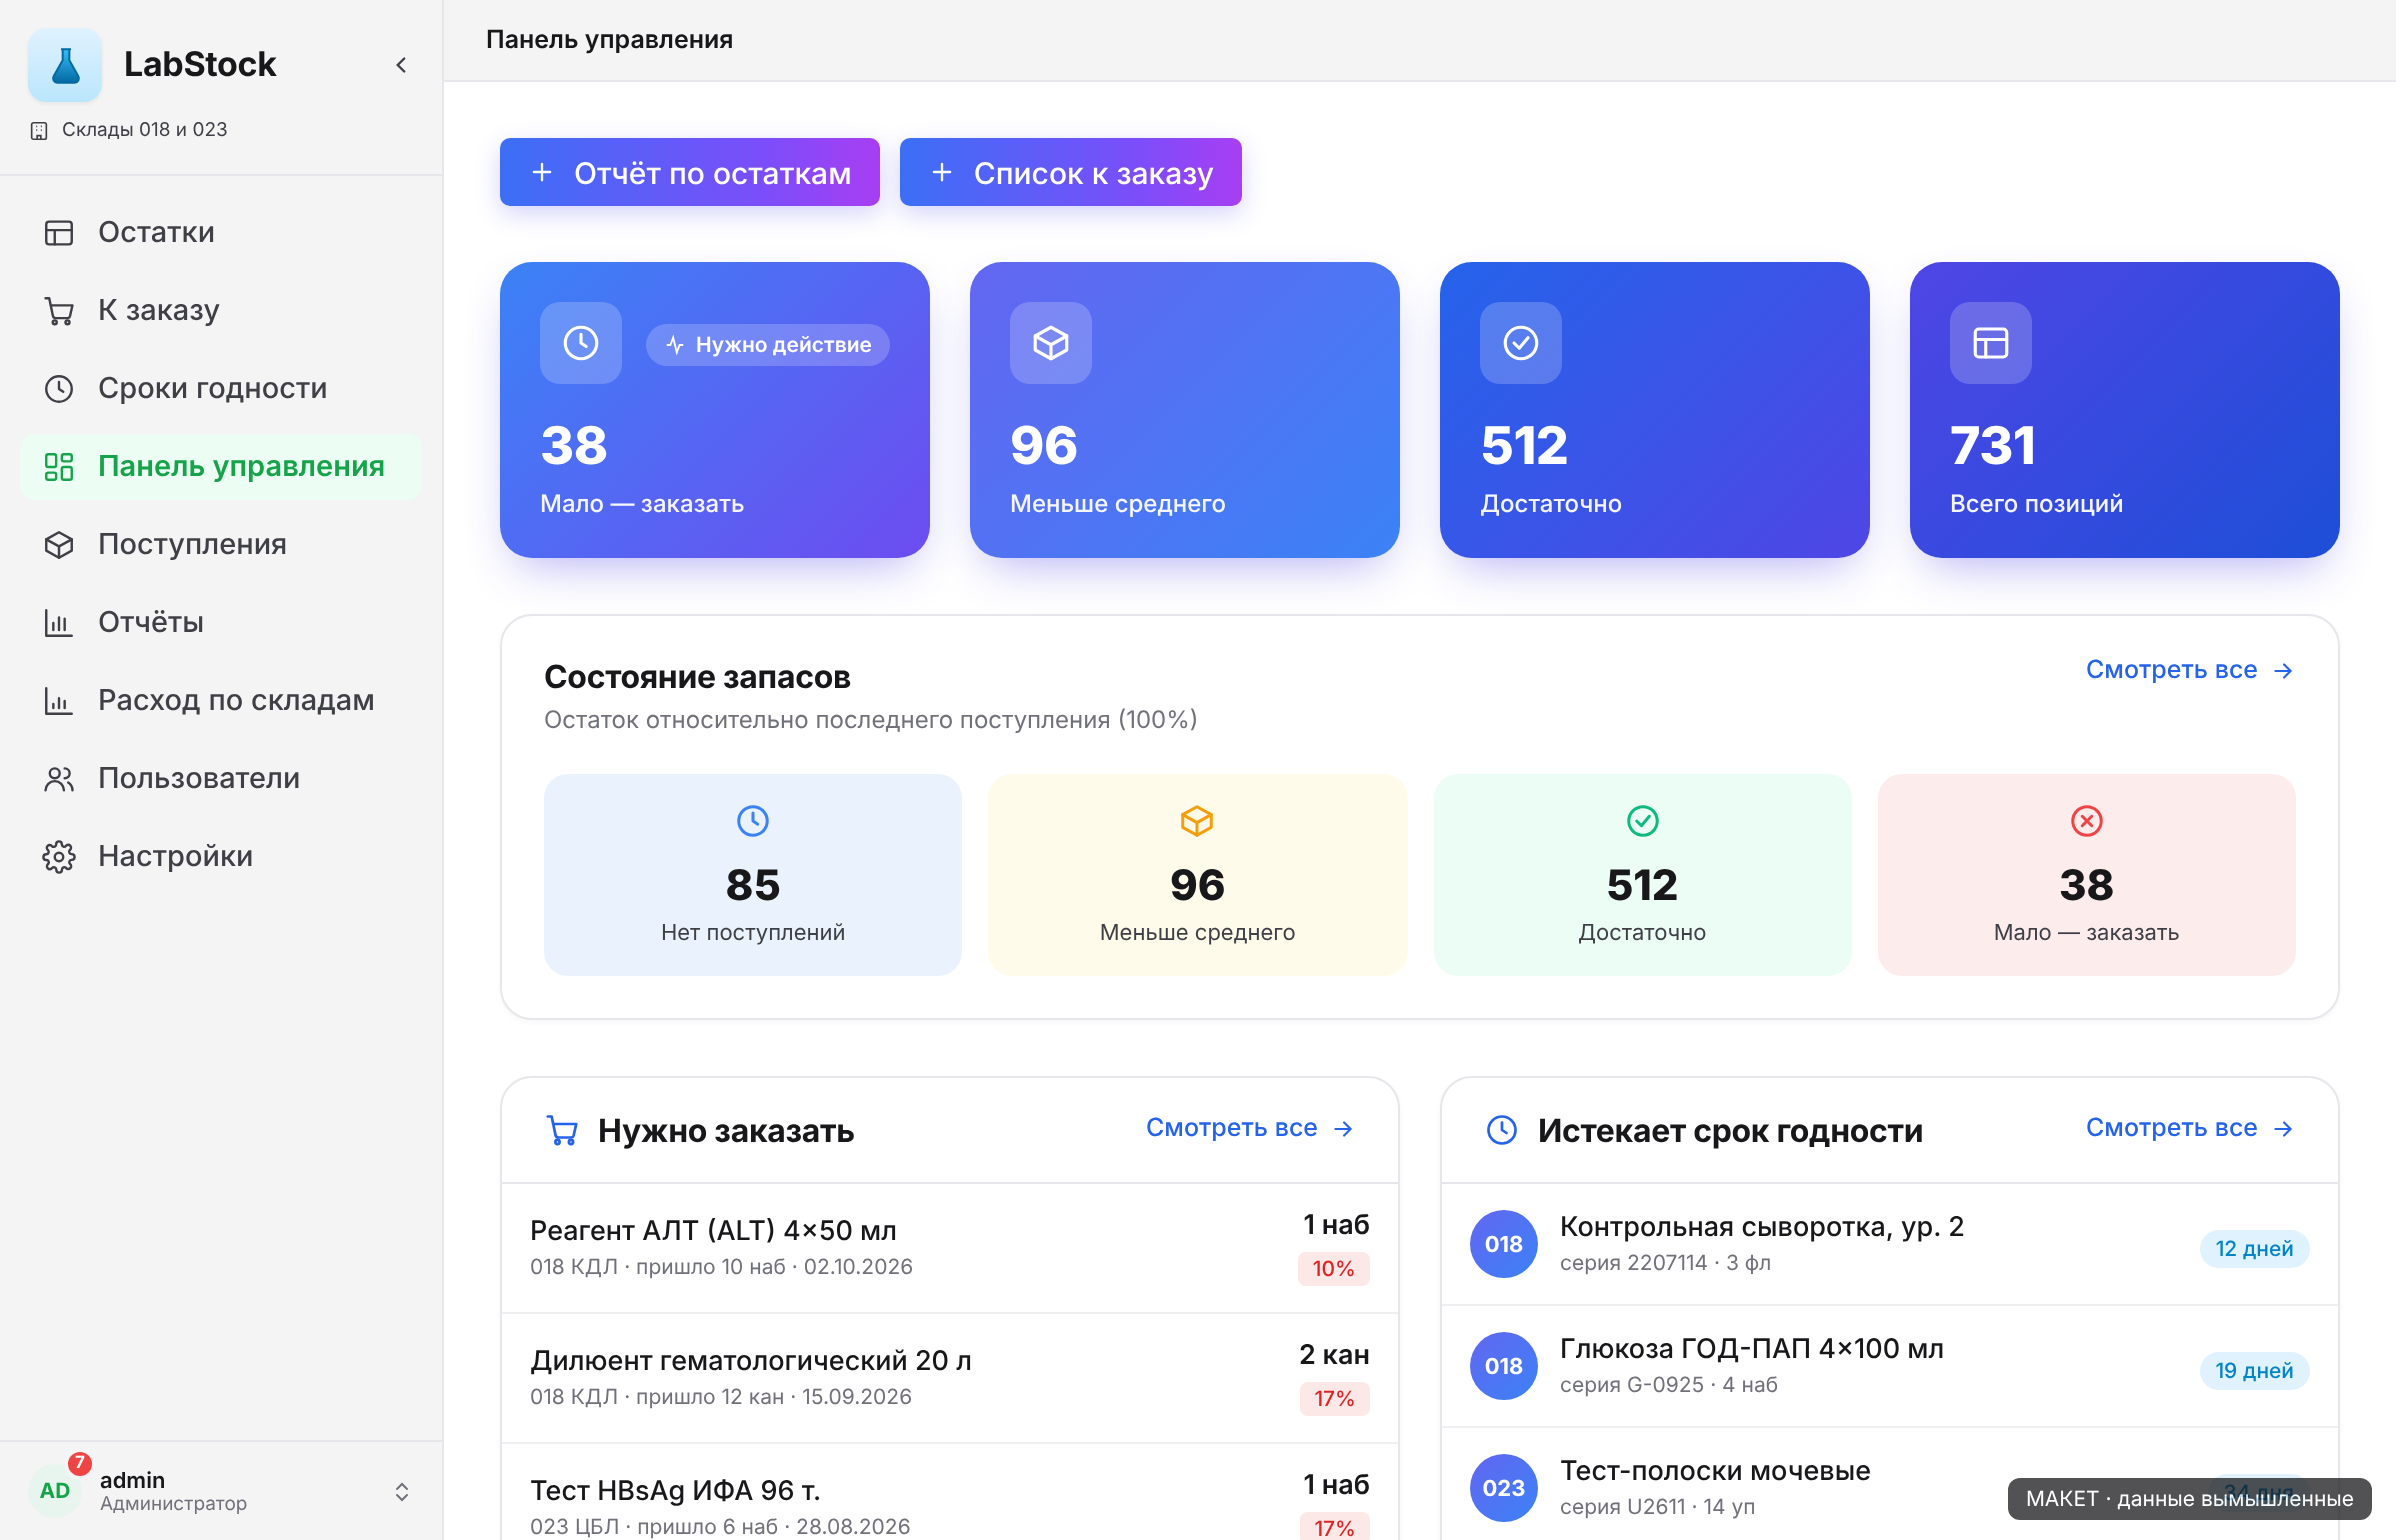 LabStock
Склады 018 и 023
Остатки
К заказу
Сроки годности
Панель управления
Поступления
Отчёты
Расход по складам
Пользователи
Настройки
AD
7
admin
Администратор
Панель управления
Отчёт по остаткам
Список к заказу
Нужно действие
38
Мало — заказать
96
Меньше среднего
512
Достаточно
731
Всего позиций
Состояние запасов
Смотреть все
Остаток относительно последнего поступления (100%)
85
Нет поступлений
96
Меньше среднего
512
Достаточно
38
Мало — заказать
Нужно заказать
Смотреть все
Реагент АЛТ (ALT) 4×50 мл
1 наб
018 КДЛ · пришло 10 наб · 02.10.2026
10%
Дилюент гематологический 20 л
2 кан
018 КДЛ · пришло 12 кан · 15.09.2026
17%
Тест HBsAg ИФА 96 т.
1 наб
023 ЦБЛ · пришло 6 наб · 28.08.2026
17%
Истекает срок годности
Смотреть все
018
Контрольная сыворотка, ур. 2
серия 2207114 · 3 фл
12 дней
018
Глюкоза ГОД-ПАП 4×100 мл
серия G-0925 · 4 наб
19 дней
023
Тест-полоски мочевые
серия U2611 · 14 уп
МАКЕТ · данные вымышленные